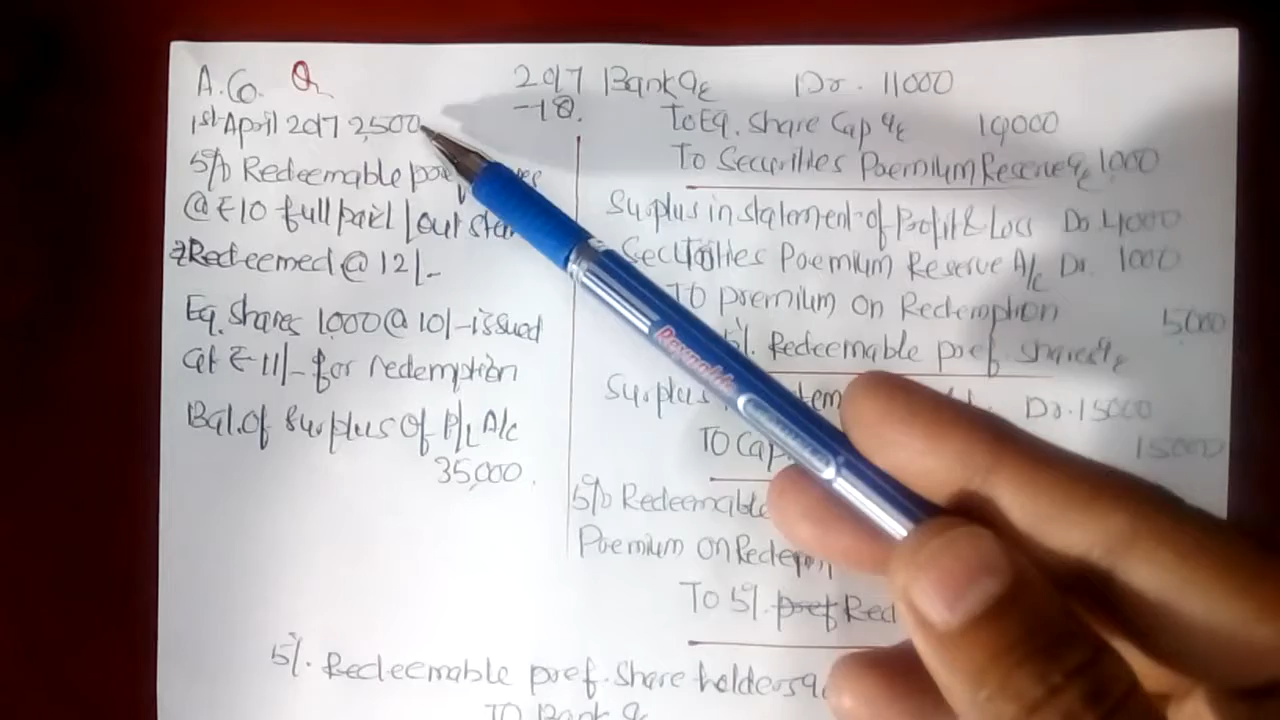 A. Co.
1st April 2017 2,500
5% Redeemable
@ ₹10 full paid / out
Redeemed @ 12/-
Eq. Shares 1,000 @ 10/- issued
at ₹ 11/- for redemption
Bal. of Surplus of P/L A/c
35,000.
2017
-18.
Bank a/c Dr. 11000
To Eq. Share Cap a/c 10000
To Securities Premium Reserve a/c 1,000
Surplus in statement of Profit & Loss Dr. 4000
Securities Premium Reserve A/c Dr. 1000
To premium on Redemption
5%. Redeemable pref. shares a/c 5000
Surplus Dr. 15000
To Cap 15000
5% Redeemable
Premium on
To 5%. Red
5%. Redeemable pref. Share holders a/c
To Bank a/c
Reynolds